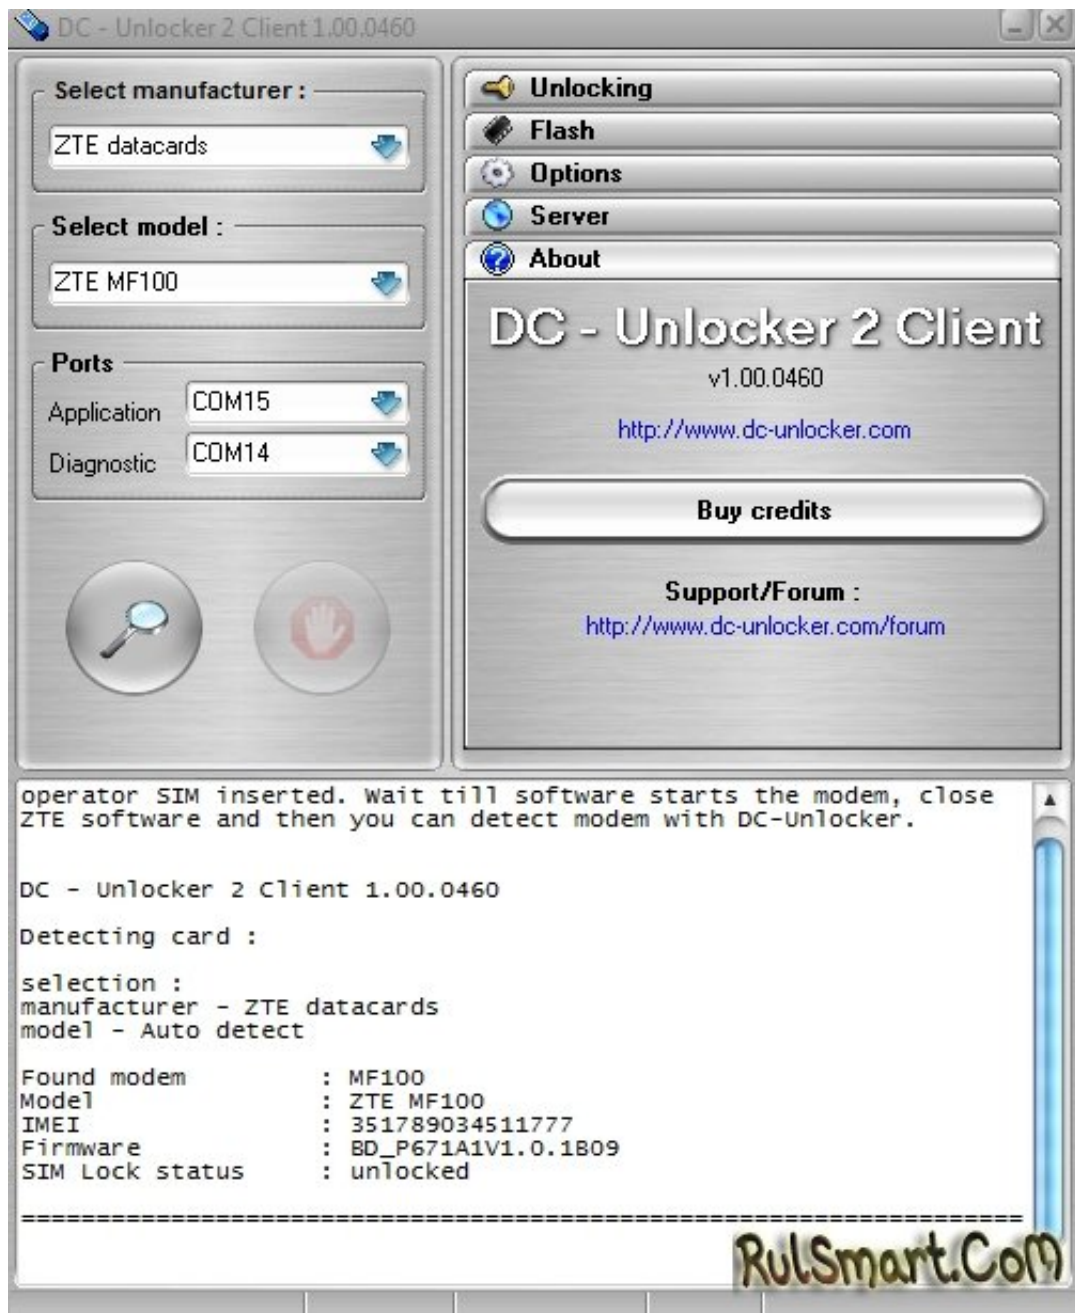 DC - Unlocker 2 Client 1.00.0460
Select manufacturer :
ZTE datacards
Select model :
ZTE MF100
Ports
Application
COM15
Diagnostic
COM14
Unlocking
Flash
Options
Server
About
DC - Unlocker 2 Client
v1.00.0460
http://www.dc-unlocker.com
Buy credits
Support/Forum :
http://www.dc-unlocker.com/forum
operator SIM inserted. Wait till software starts the modem, close
ZTE software and then you can detect modem with DC-Unlocker.
DC - Unlocker 2 Client 1.00.0460
Detecting card :
selection :
manufacturer - ZTE datacards
model - Auto detect
Found modem : MF100
Model : ZTE MF100
IMEI : 351789034511777
Firmware : BD_P671A1V1.0.1B09
SIM Lock status : unlocked
===================================================================
RulSmart.CoM